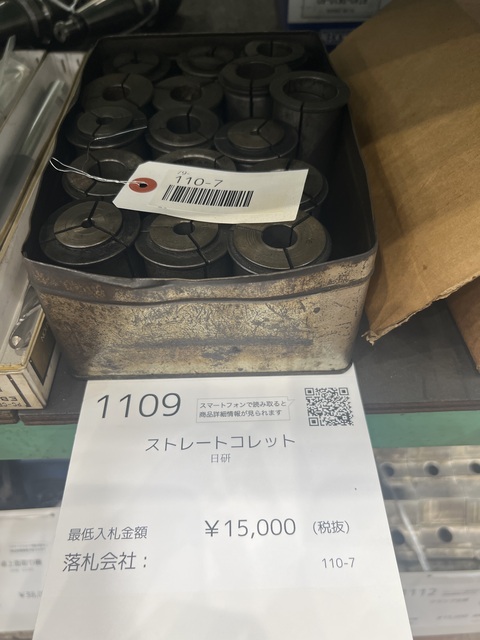 110-7
1109
スマートフォンで読み取ると
商品詳細情報が見られます
ストレートコレット
日研
最低入札金額 ¥15,000 (税抜)
落札会社：
110-7
112